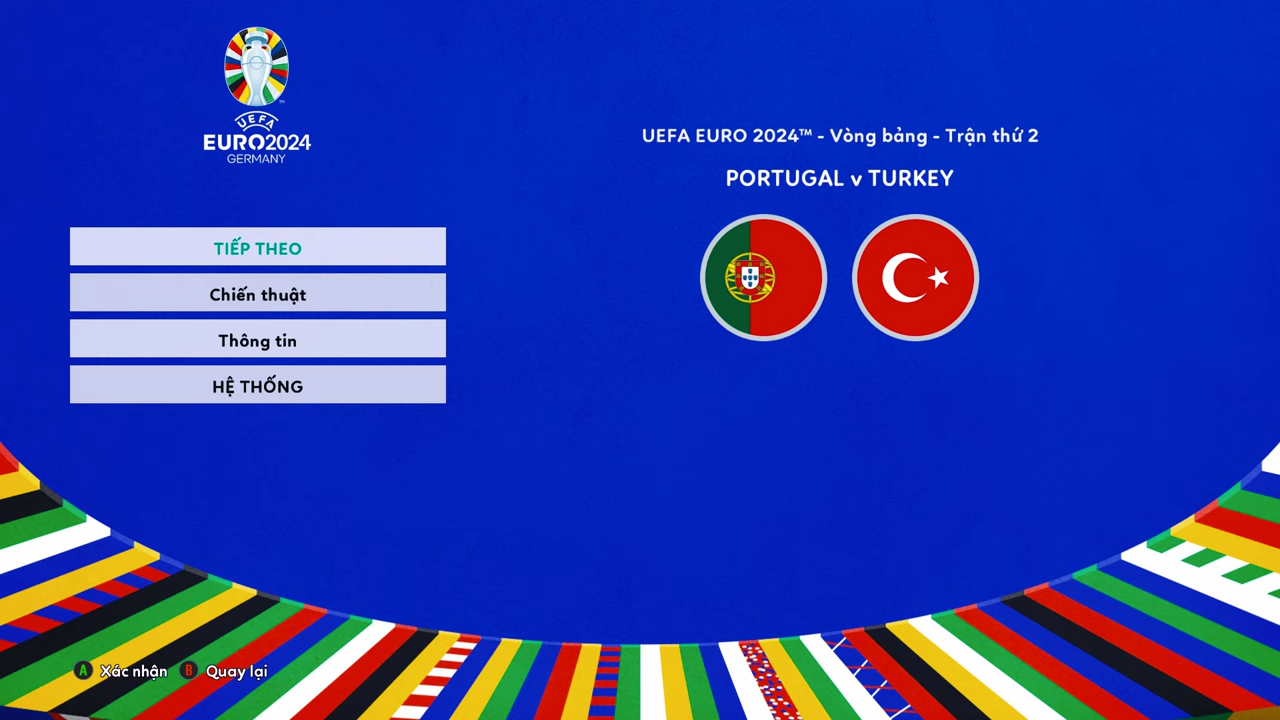 UEFA
EURO2024
GERMANY
UEFA EURO 2024™ - Vòng bảng - Trận thứ 2
PORTUGAL v TURKEY
TIẾP THEO
Chiến thuật
Thông tin
HỆ THỐNG
A Xác nhận B Quay lại